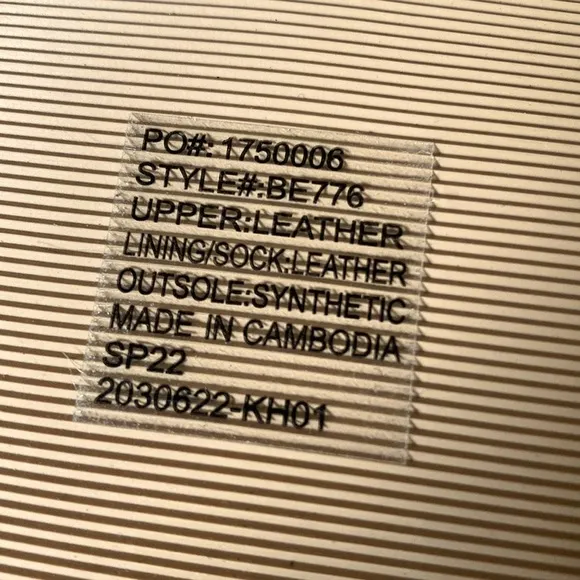 PO#: 1750006
STYLE#:BE776
UPPER:LEATHER
LINING/SOCK:LEATHER
OUTSOLE:SYNTHETIC
MADE IN CAMBODIA
SP22
2030622-KH01